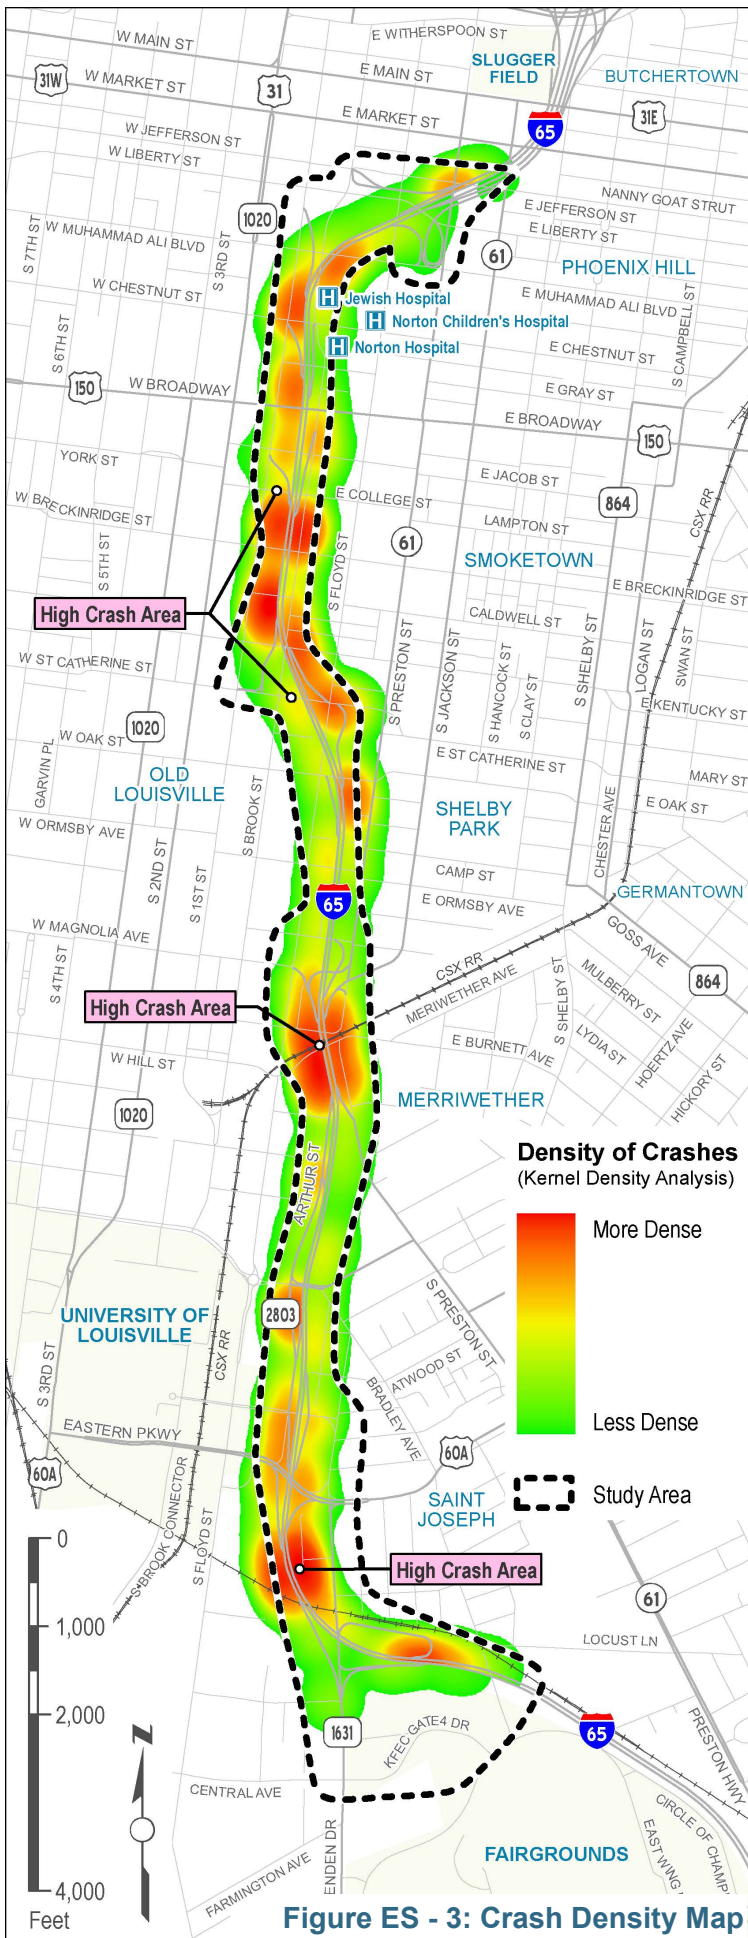 W MAIN ST
E WITHERSPOON ST
SLUGGER
FIELD
BUTCHERTOWN
31W
W MARKET ST
31
E MAIN ST
E MARKET ST
65
31E
W JEFFERSON ST
W LIBERTY ST
NANNY GOAT STRUT
E JEFFERSON ST
E LIBERTY ST
1020
61
S 7TH ST
W MUHAMMAD ALI BLVD
S 3RD ST
PHOENIX HILL
W CHESTNUT ST
H Jewish Hospital
H Norton Children's Hospital
H Norton Hospital
E MUHAMMAD ALI BLVD
S CAMPBELL ST
E CHESTNUT ST
S 6TH ST
150
W BROADWAY
E GRAY ST
E BROADWAY
150
YORK ST
E JACOB ST
W BRECKINRIDGE ST
E COLLEGE ST
864
CSX RR
LAMPTON ST
61
S 5TH ST
S FLOYD ST
SMOKETOWN
E BRECKINRIDGE ST
High Crash Area
CALDWELL ST
W ST CATHERINE ST
S PRESTON ST
S JACKSON ST
S HANCOCK ST
S CLAY ST
S SHELBY ST
LOGAN ST
SWAN ST
E KENTUCKY ST
1020
W OAK ST
E ST CATHERINE ST
GARVIN PL
OLD
LOUISVILLE
MARY ST
S BROOK ST
SHELBY
PARK
CHESTER AVE
E OAK ST
W ORMSBY AVE
S 2ND ST
S 1ST ST
CAMP ST
GERMANTOWN
65
E ORMSBY AVE
W MAGNOLIA AVE
GOSS AVE
S 4TH ST
CSX RR
MERIWETHER AVE
S SHELBY ST
MULBERRY ST
864
High Crash Area
W HILL ST
E BURNETT AVE
LYDIA ST
HOERTZ AVE
HICKORY ST
1020
MERRIWETHER
ARTHUR ST
Density of Crashes
(Kernel Density Analysis)
More Dense
Less Dense
Study Area
UNIVERSITY OF
LOUISVILLE
2803
CSX RR
S PRESTON ST
S 3RD ST
ATWOOD ST
BRADLEY AVE
EASTERN PKWY
60A
60A
S BROOK CONNECTOR
S FLOYD ST
SAINT
JOSEPH
High Crash Area
61
LOCUST LN
0
1,000
2,000
4,000
Feet
Z
1631
KFEC GATE4 DR
65
PRESTON HWY
CENTRAL AVE
ENDEN DR
CIRCLE OF CHAMP
EAST WING
FARMINGTON AVE
FAIRGROUNDS
Figure ES - 3: Crash Density Map